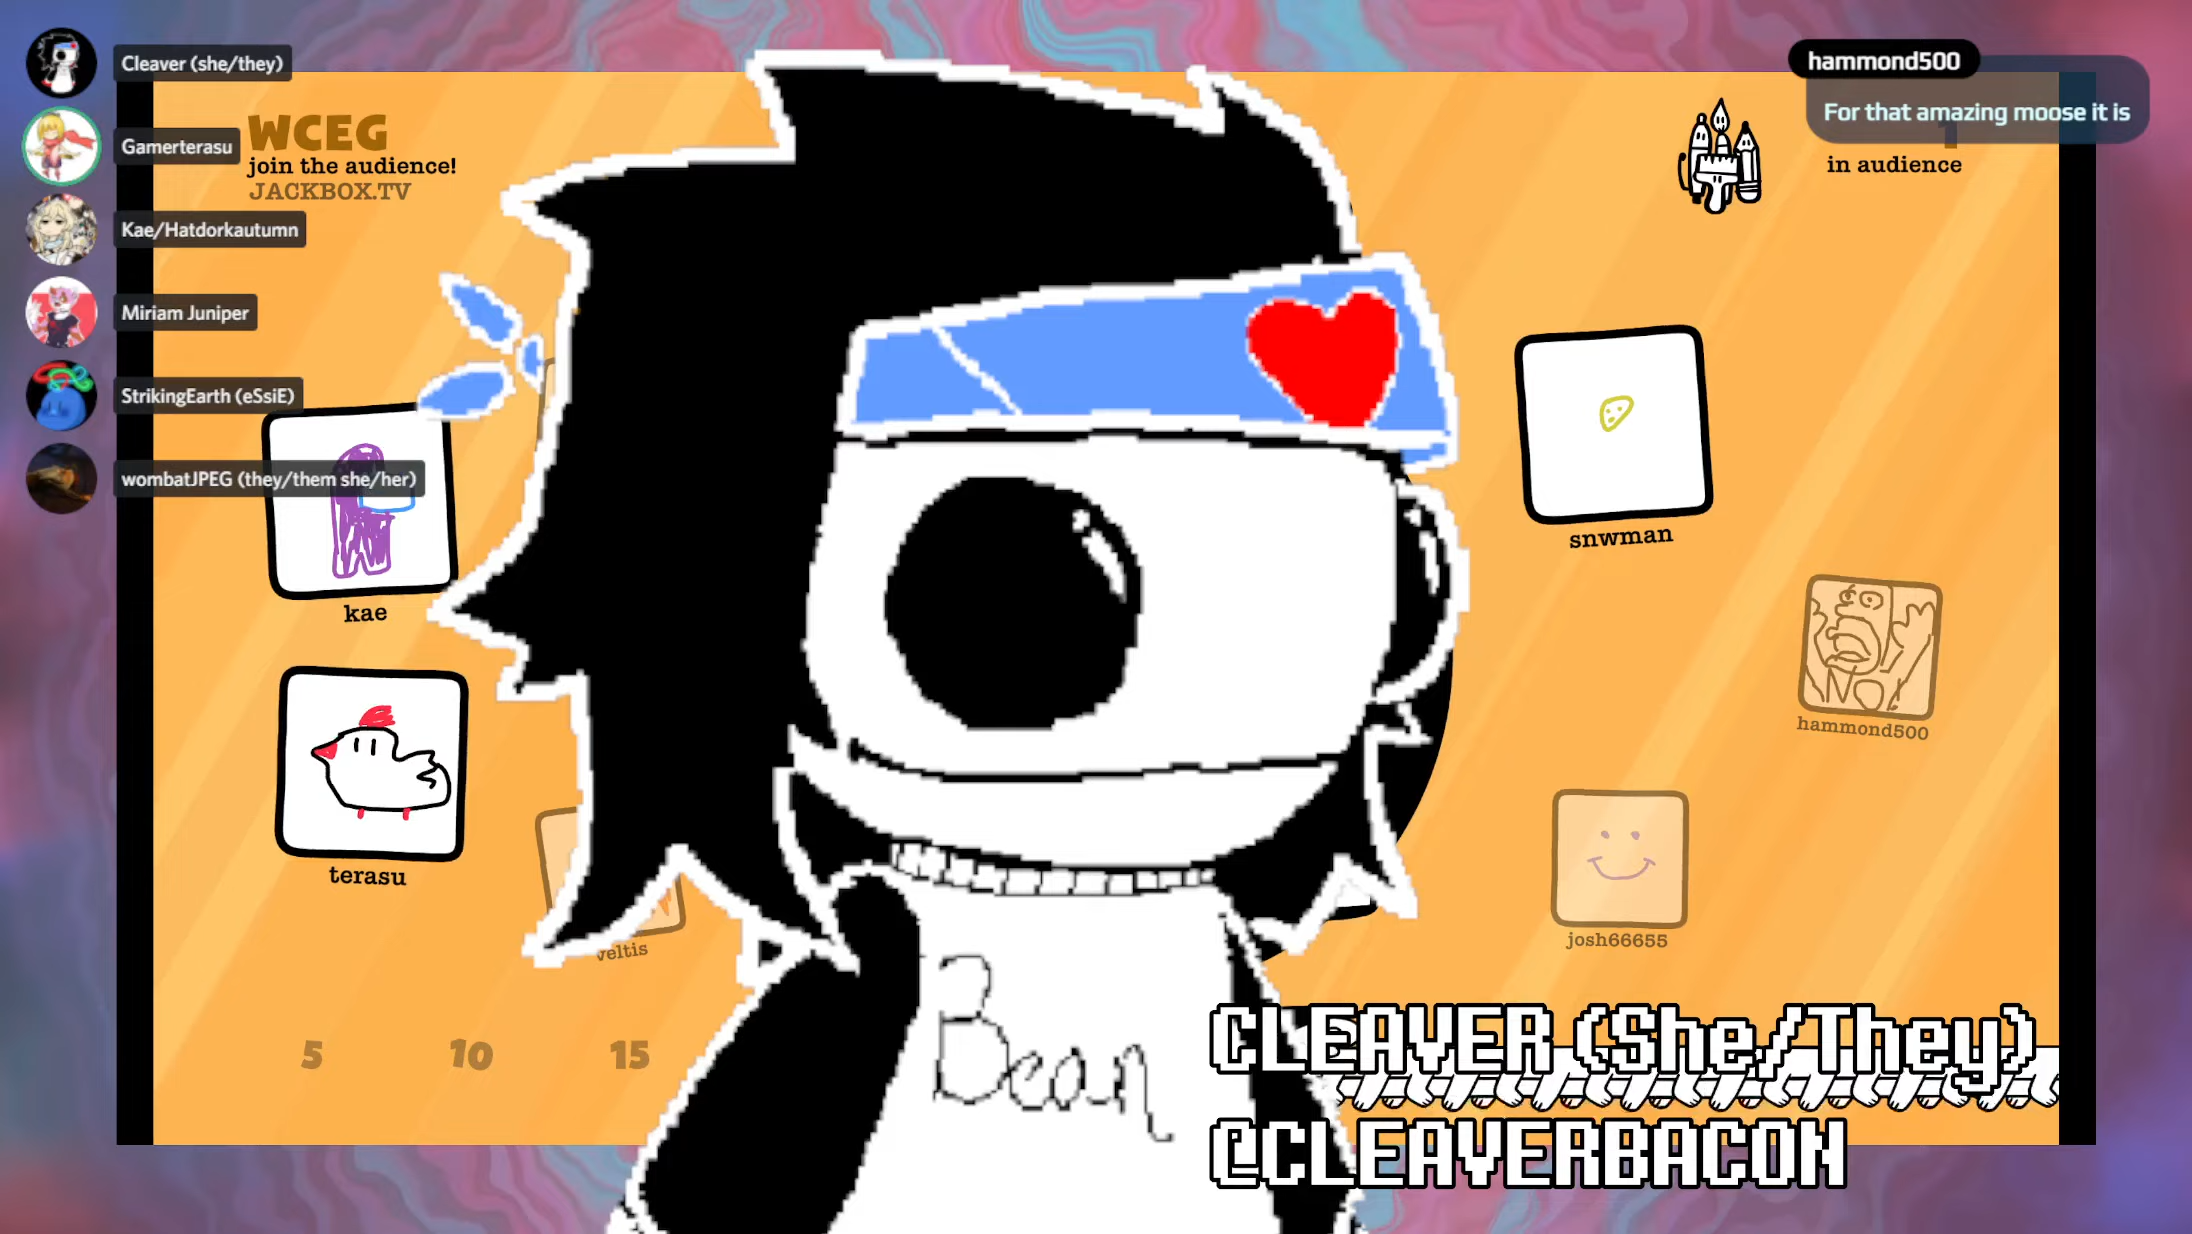 Cleaver (she/they)
Gamerterasu
Kae/Hatdorkautumn
Miriam Juniper
StrikingEarth (eSsiE)
wombatJPEG (they/them she/her)
WCEG
join the audience!
JACKBOX.TV
hammond500
For that amazing moose it is
1
in audience
kae
snwman
NO
hammond500
terasu
veltis
josh66655
5
10
15
Bean
CLEAVER (She/They)
@CLEAVERBACON